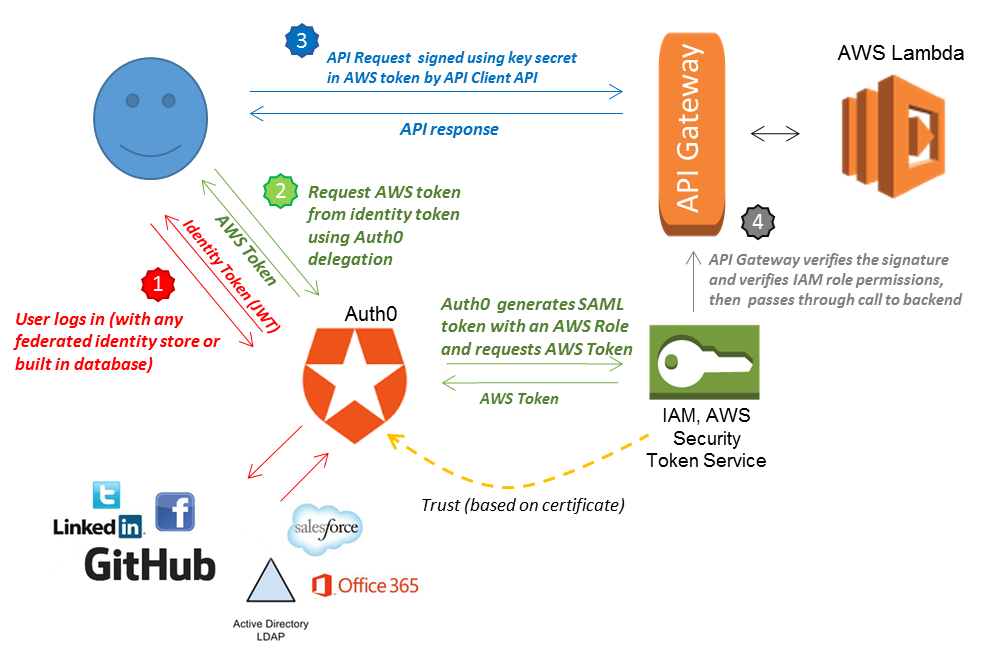 3
API Request signed using key secret
in AWS token by API Client API
API response
API Gateway
AWS Lambda
2
Request AWS token
from identity token
using Auth0
delegation
AWS Token
Identity Token (JWT)
1
User logs in (with any
federated identity store or
built in database)
4
API Gateway verifies the signature
and verifies IAM role permissions,
then passes through call to backend
Auth0
Auth0 generates SAML
token with an AWS Role
and requests AWS Token
AWS Token
IAM, AWS
Security
Token Service
Trust (based on certificate)
Linked in
GitHub
salesforce
Office 365
Active Directory
LDAP